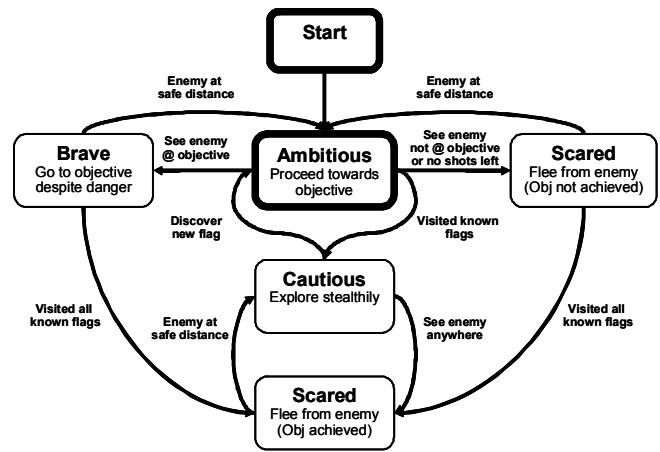 Start
Enemy at
safe distance
Enemy at
safe distance
Brave
Go to objective
despite danger
See enemy
@ objective
Ambitious
Proceed towards
objective
See enemy
not @ objective
or no shots left
Scared
Flee from enemy
(Obj not achieved)
Discover
new flag
Visited known
flags
Cautious
Explore stealthily
Visited all
known flags
Enemy at
safe distance
See enemy
anywhere
Visited all
known flags
Scared
Flee from enemy
(Obj achieved)